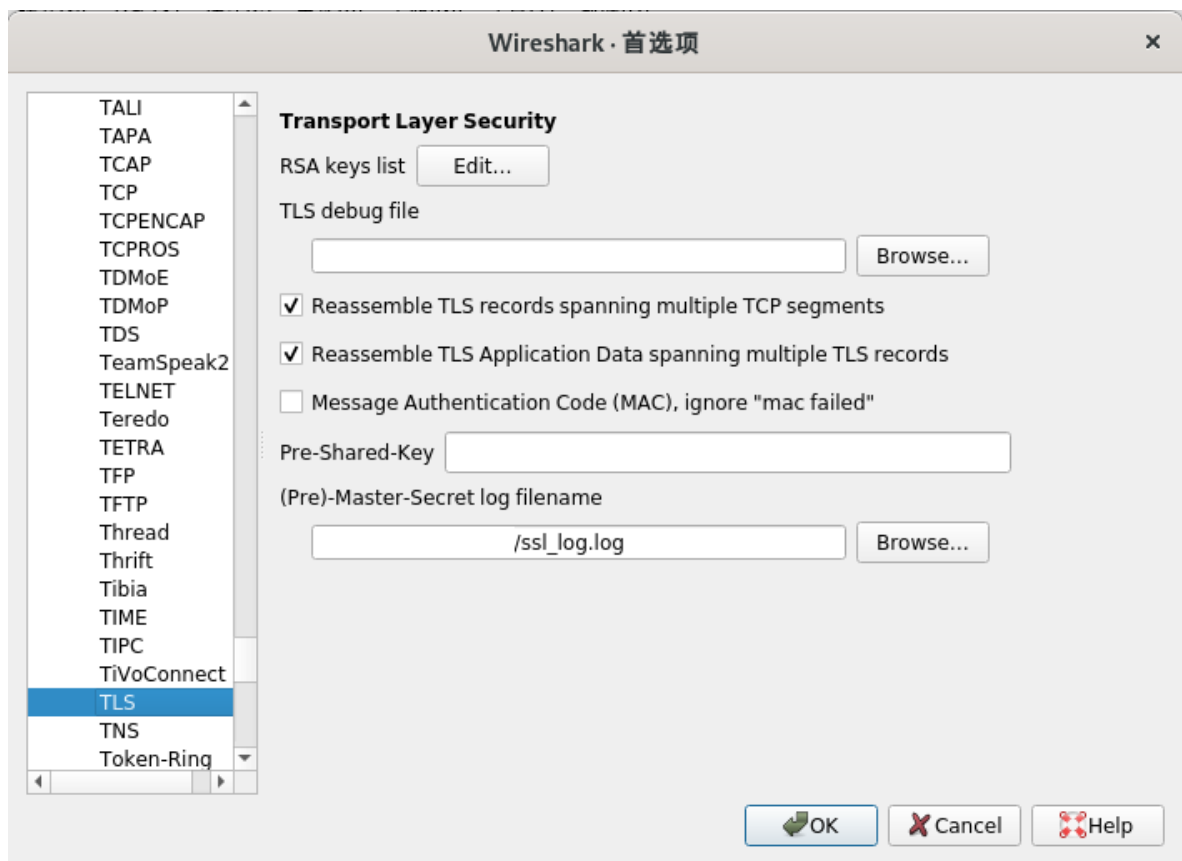 Wireshark · 首选项
×
TALI
TAPA
TCAP
TCP
TCPENCAP
TCPROS
TDMoE
TDMoP
TDS
TeamSpeak2
TELNET
Teredo
TETRA
TFP
TFTP
Thread
Thrift
Tibia
TIME
TIPC
TiVoConnect
TLS
TNS
Token-Ring
Transport Layer Security
RSA keys list Edit...
TLS debug file
Browse...
Reassemble TLS records spanning multiple TCP segments
Reassemble TLS Application Data spanning multiple TLS records
Message Authentication Code (MAC), ignore "mac failed"
Pre-Shared-Key
(Pre)-Master-Secret log filename
/ssl_log.log Browse...
OK Cancel Help